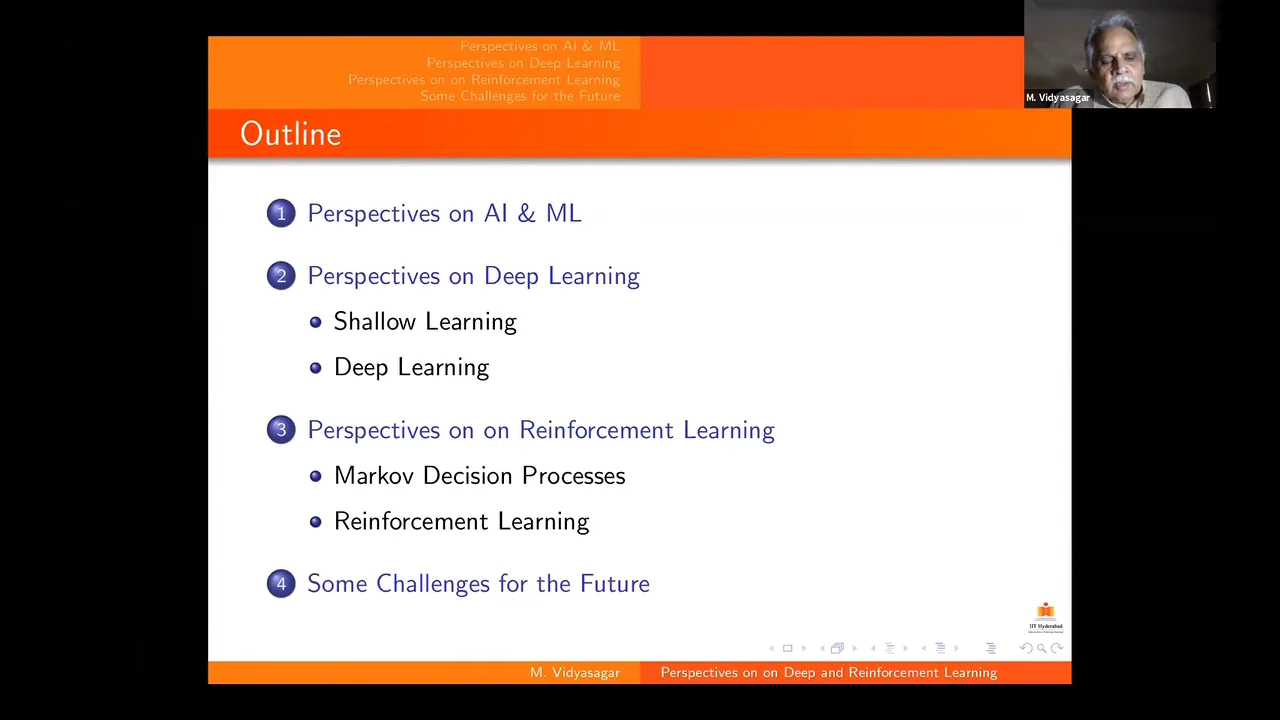 Perspectives on AI & ML
Perspectives on Deep Learning
Perspectives on on Reinforcement Learning
Some Challenges for the Future
M. Vidyasagar
Outline
1 Perspectives on AI & ML
2 Perspectives on Deep Learning
Shallow Learning
Deep Learning
3 Perspectives on on Reinforcement Learning
Markov Decision Processes
Reinforcement Learning
4 Some Challenges for the Future
IIT Hyderabad
M. Vidyasagar
Perspectives on on Deep and Reinforcement Learning